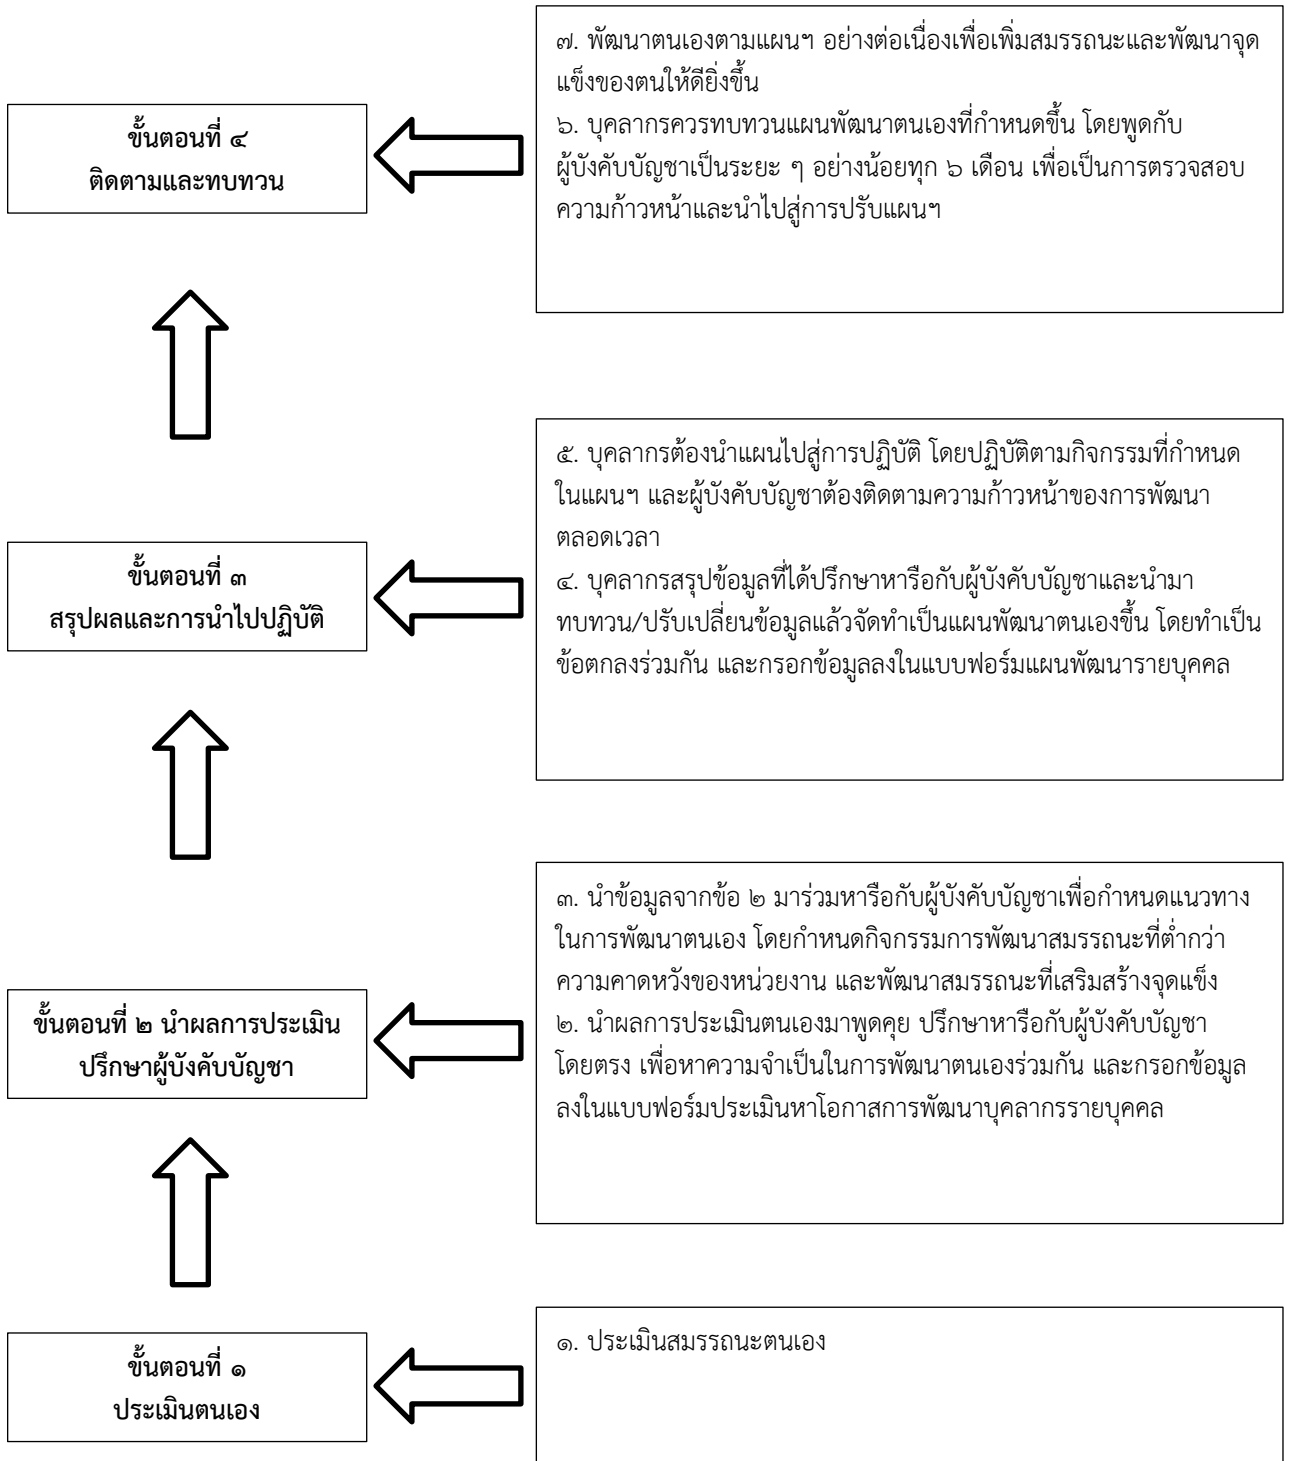 ๗. พัฒนาตนเองตามแผนฯ อย่างต่อเนื่องเพื่อเพิ่มสมรรถนะและพัฒนาจุด
แข็งของตนให้ดียิ่งขึ้น
๖. บุคลากรควรทบทวนแผนพัฒนาตนเองที่กำหนดขึ้น โดยพูดกับ
ผู้บังคับบัญชาเป็นระยะ ๆ อย่างน้อยทุก ๖ เดือน เพื่อเป็นการตรวจสอบ
ความก้าวหน้าและนำไปสู่การปรับแผนฯ
ขั้นตอนที่ ๔
ติดตามและทบทวน
๕. บุคลากรต้องนำแผนไปสู่การปฏิบัติ โดยปฏิบัติตามกิจกรรมที่กำหนด
ในแผนฯ และผู้บังคับบัญชาต้องติดตามความก้าวหน้าของการพัฒนา
ตลอดเวลา
๔. บุคลากรสรุปข้อมูลที่ได้ปรึกษาหารือกับผู้บังคับบัญชาและนำมา
ทบทวน/ปรับเปลี่ยนข้อมูลแล้วจัดทำเป็นแผนพัฒนาตนเองขึ้น โดยทำเป็น
ข้อตกลงร่วมกัน และกรอกข้อมูลลงในแบบฟอร์มแผนพัฒนารายบุคคล
ขั้นตอนที่ ๓
สรุปผลและการนำไปปฏิบัติ
๓. นำข้อมูลจากข้อ ๒ มาร่วมหารือกับผู้บังคับบัญชาเพื่อกำหนดแนวทาง
ในการพัฒนาตนเอง โดยกำหนดกิจกรรมการพัฒนาสมรรถนะที่ต่ำกว่า
ความคาดหวังของหน่วยงาน และพัฒนาสมรรถนะที่เสริมสร้างจุดแข็ง
๒. นำผลการประเมินตนเองมาพูดคุย ปรึกษาหารือกับผู้บังคับบัญชา
โดยตรง เพื่อหาความจำเป็นในการพัฒนาตนเองร่วมกัน และกรอกข้อมูล
ลงในแบบฟอร์มประเมินหาโอกาสการพัฒนาบุคลากรรายบุคคล
ขั้นตอนที่ ๒ นำผลการประเมิน
ปรึกษาผู้บังคับบัญชา
๑. ประเมินสมรรถนะตนเอง
ขั้นตอนที่ ๑
ประเมินตนเอง